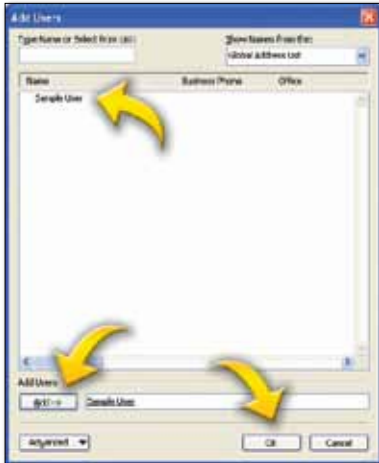 Add Users
Type Name or Select from List:
Show Names from the:
Global Address List
Name Business Phone Office
Sample User
Add Users
Add -> Sample User
Advanced
OK Cancel